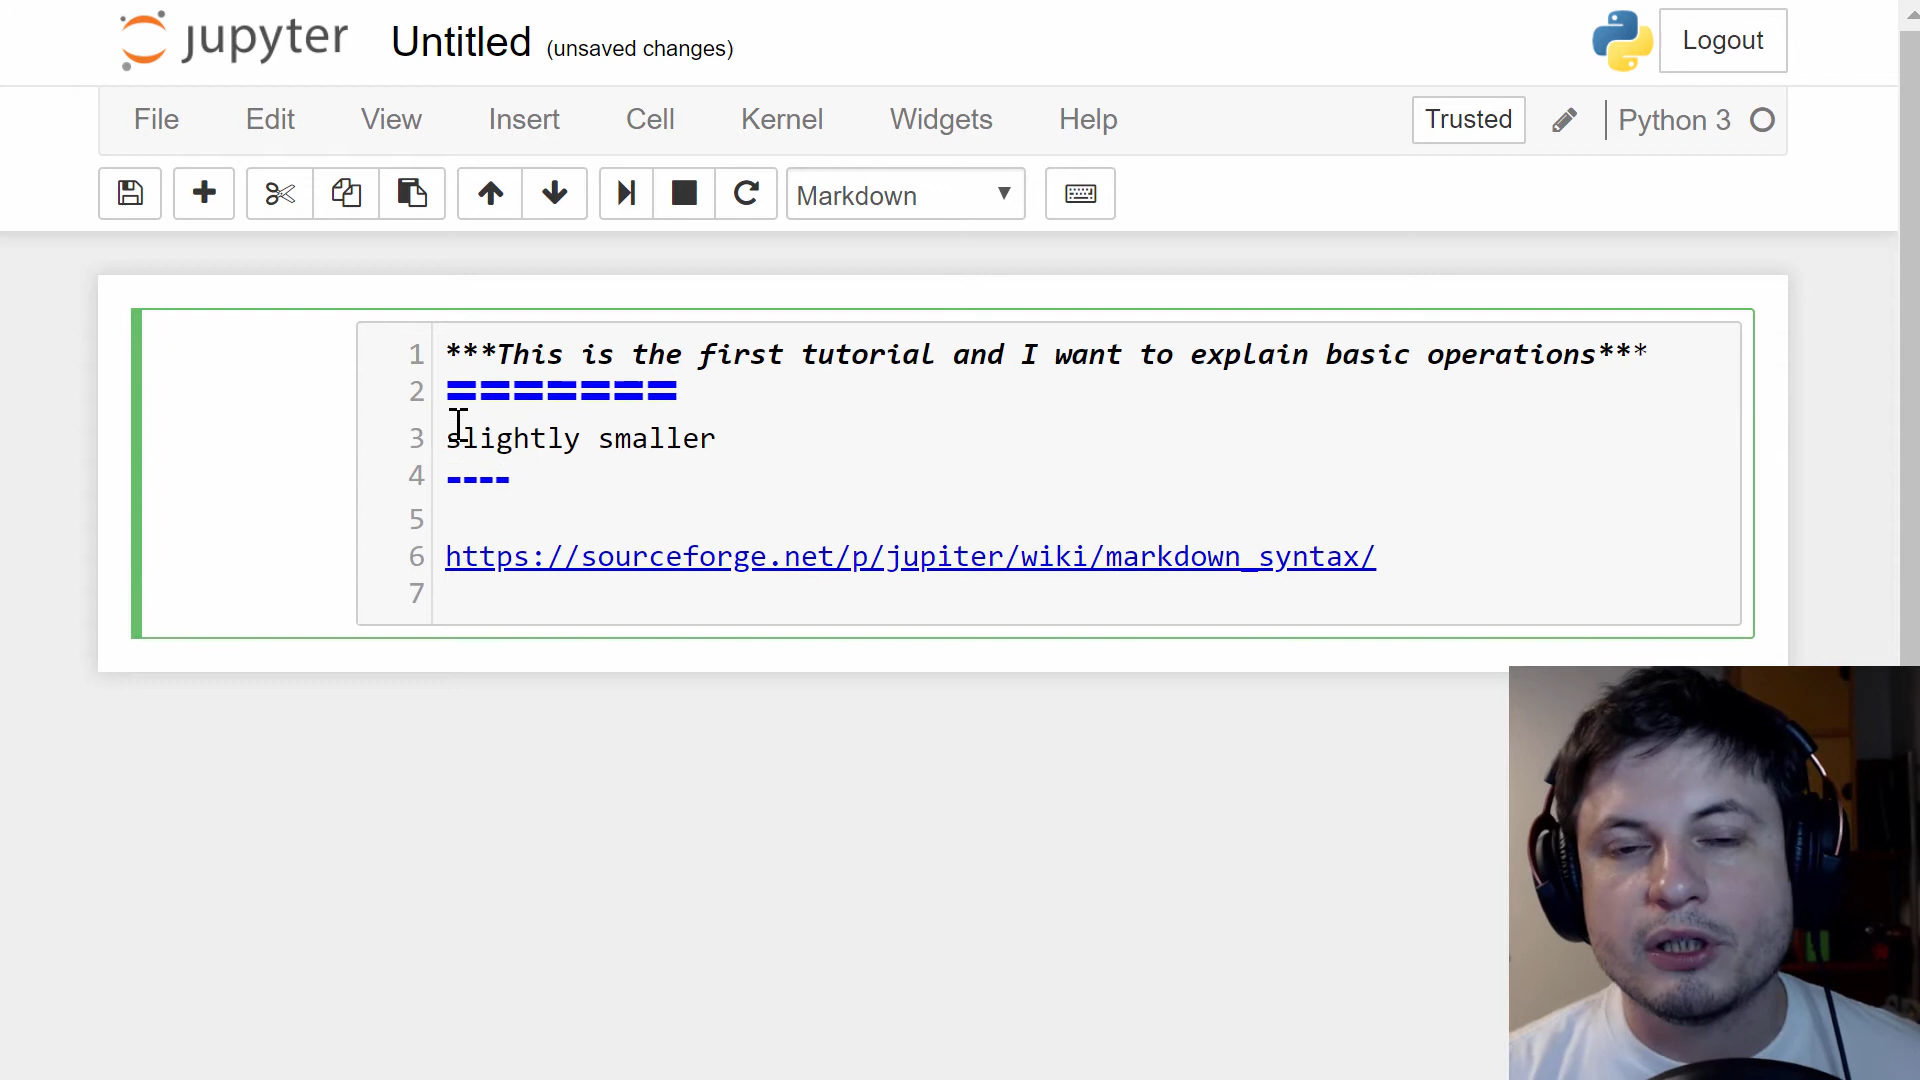 jupyter Untitled (unsaved changes) Logout
File Edit View Insert Cell Kernel Widgets Help Trusted Python 3
Markdown
1 ***This is the first tutorial and I want to explain basic operations***
2 =======
3 slightly smaller
4 ----
5
6 https://sourceforge.net/p/jupiter/wiki/markdown_syntax/
7